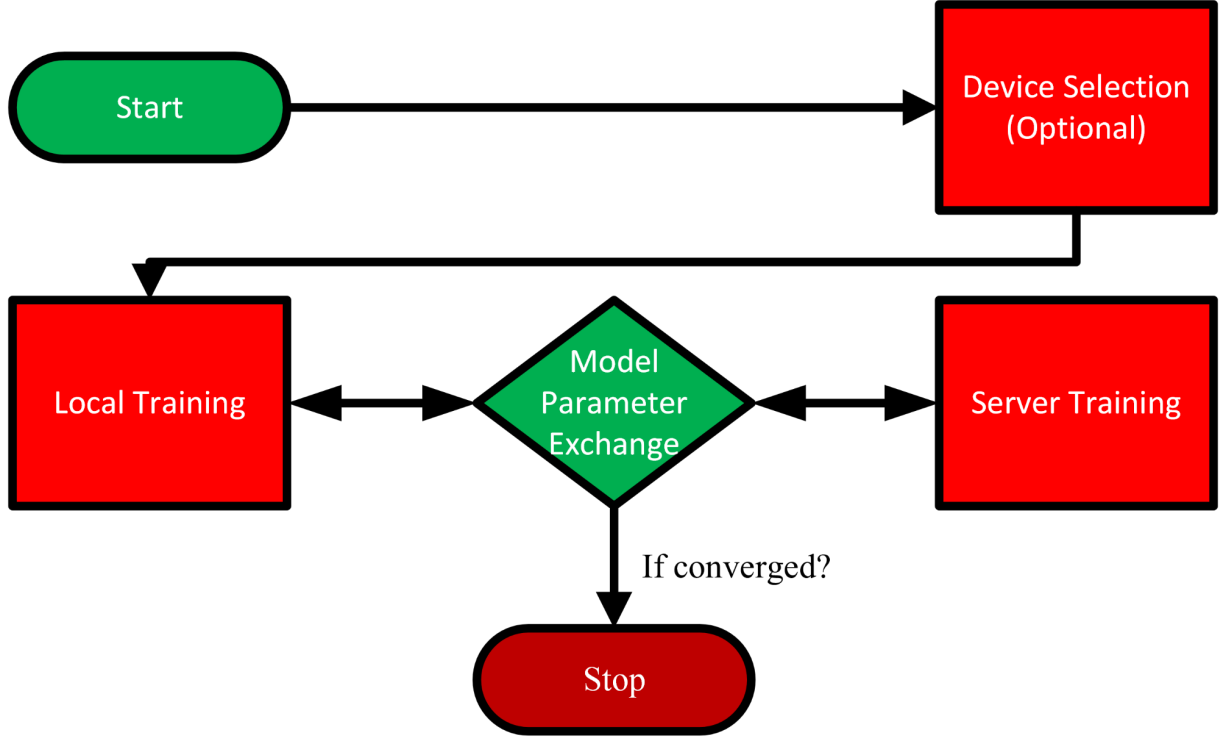 Start
Device Selection
(Optional)
Local Training
Model
Parameter
Exchange
Server Training
If converged?
Stop